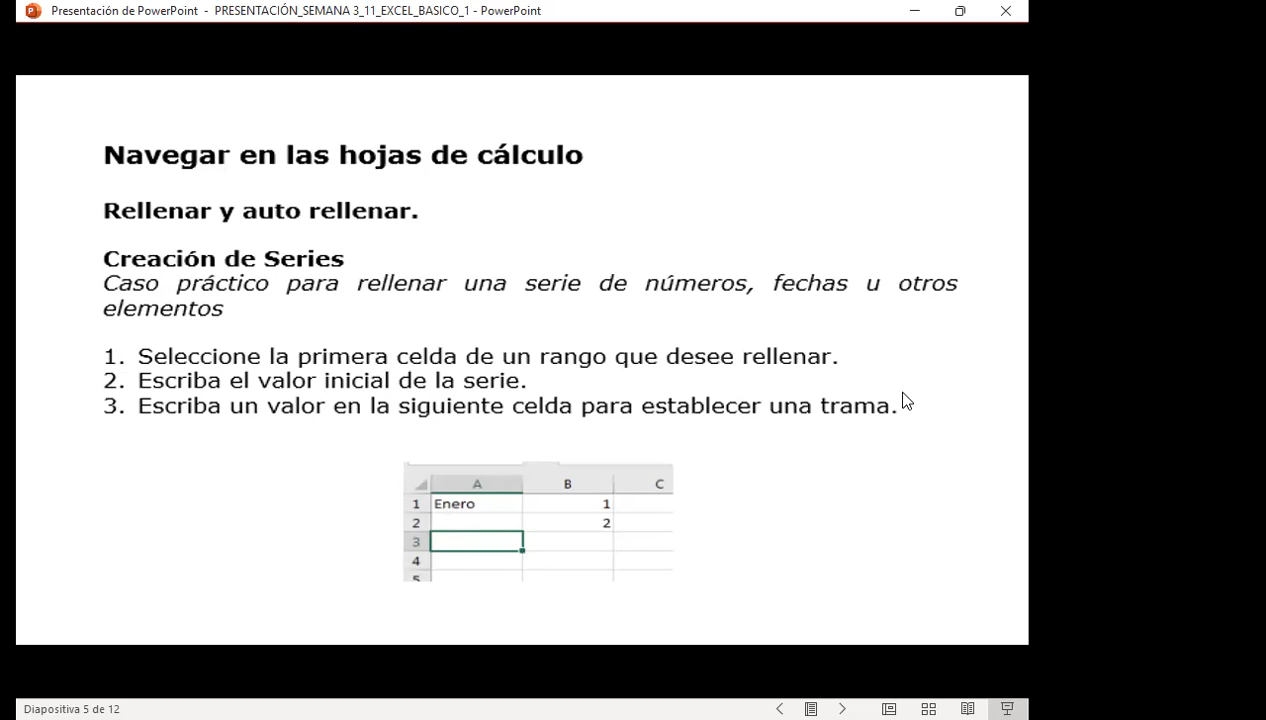 Presentación de PowerPoint - PRESENTACIÓN_SEMANA 3_11_EXCEL_BASICO_1 - PowerPoint
Navegar en las hojas de cálculo
Rellenar y auto rellenar.
Creación de Series
Caso práctico para rellenar una serie de números, fechas u otros
elementos
1. Seleccione la primera celda de un rango que desee rellenar.
2. Escriba el valor inicial de la serie.
3. Escriba un valor en la siguiente celda para establecer una trama.
A B C
1 Enero 1
2 2
3
4
5
Diapositiva 5 de 12